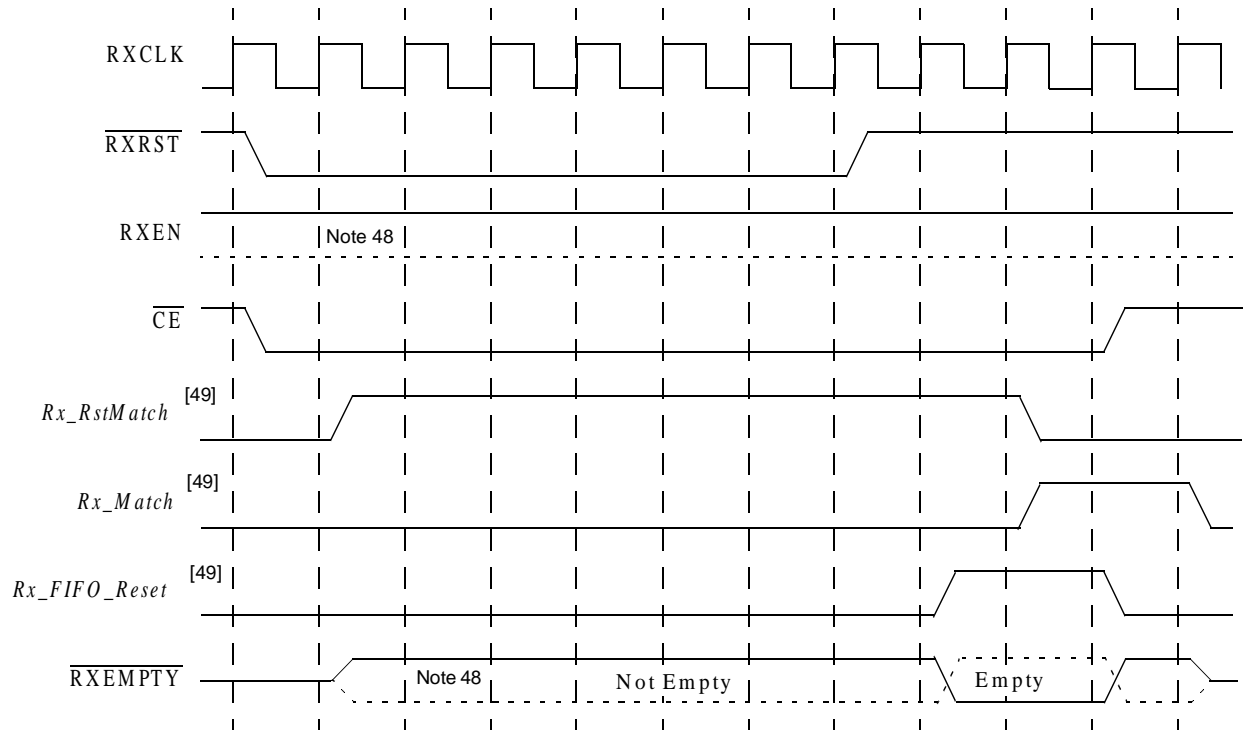 RXCLK
RXRST
RXEN
Note 48
CE
Rx_RstMatch [49]
Rx_Match [49]
Rx_FIFO_Reset [49]
RXEMPTY Note 48 Not Empty Empty